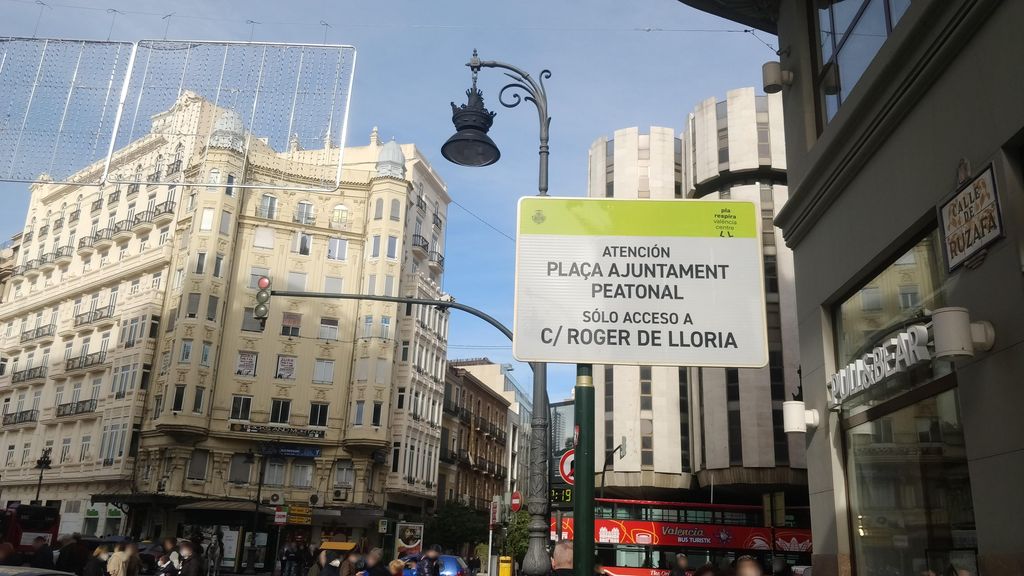 pla
respira
valència
centre
ATENCIÓN
PLAÇA AJUNTAMENT
PEATONAL
SÓLO ACCESO A
C/ ROGER DE LLORIA
CALLE
DE
RUZAFA
PULL&BEAR
:19
Valencia
BUS TURISTIC